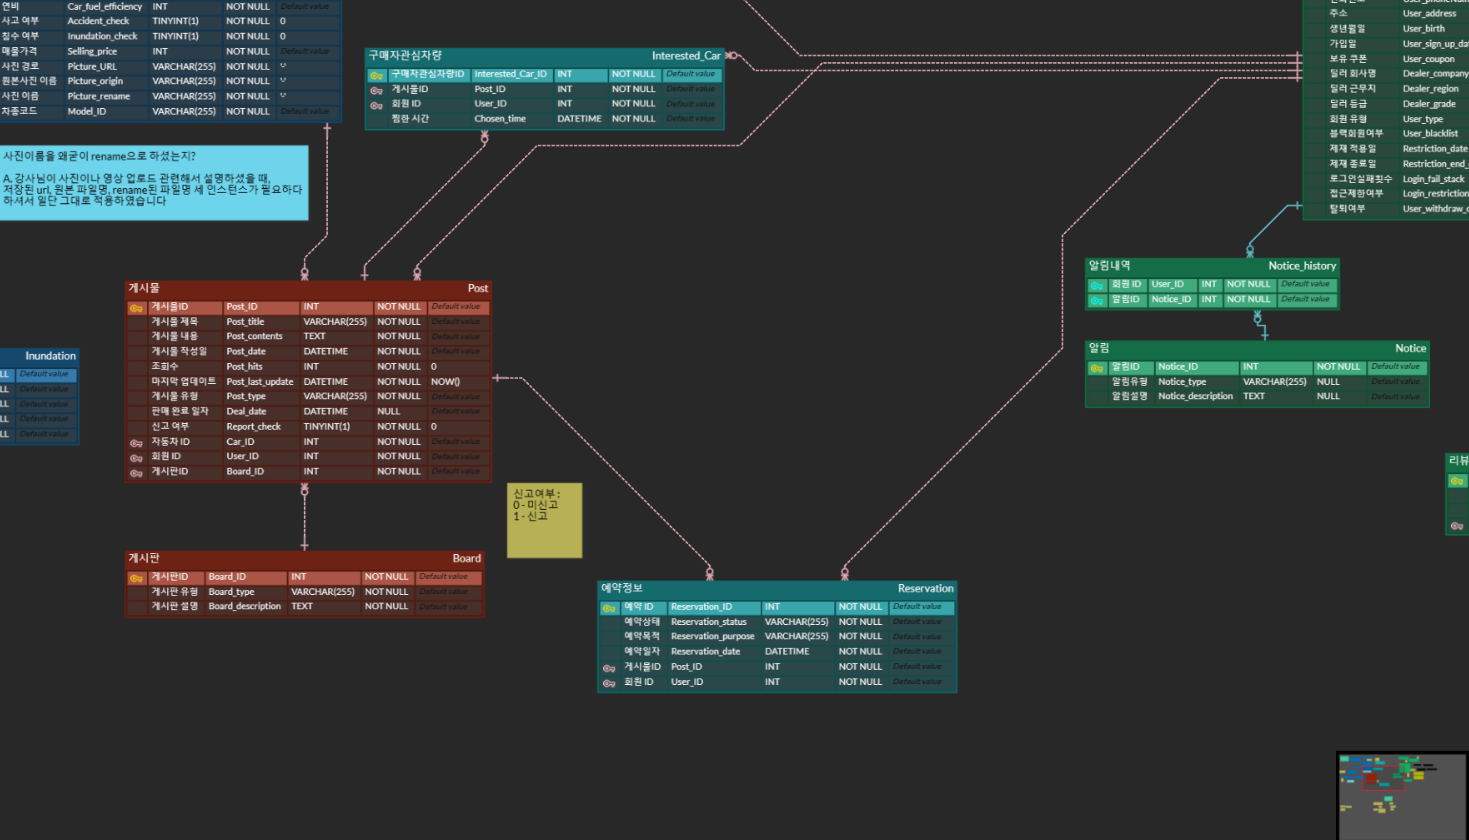 연비 Car_fuel_efficiency INT NOT NULL Default value
사고 여부 Accident_check TINYINT(1) NOT NULL 0
침수 여부 Inundation_check TINYINT(1) NOT NULL 0
매물가격 Selling_price INT NOT NULL Default value
사진 경로 Picture_URL VARCHAR(255) NOT NULL
원본사진 이름 Picture_origin VARCHAR(255) NOT NULL
사진 이름 Picture_rename VARCHAR(255) NOT NULL
차종코드 Model_ID VARCHAR(255) NOT NULL Default value
사진이름을 왜굳이 rename으로 하셨는지?
A. 강사님이 사진이나 영상 업로드 관련해서 설명하셨을 때,
저장된 url, 원본 파일명, rename된 파일명 세 인스턴스가 필요하다
하셔서 일단 그대로 적용하였습니다
구매자관심차량 Interested_Car
구매자관심차량ID Interested_Car_ID INT NOT NULL Default value
게시물ID Post_ID INT NOT NULL Default value
회원 ID User_ID INT NOT NULL Default value
찜한 시간 Chosen_time DATETIME NOT NULL Default value
주소 User_address
생년월일 User_birth
가입일
보유 쿠폰 User_coupon
딜러 회사명 Dealer_company
딜러 근무지 Dealer_region
딜러 등급 Dealer_grade
회원 유형 User_type
블랙회원여부 User_blacklist
제재 적용일 Restriction_date
제재 종료일 Restriction_end_
로그인실패횟수 Login_fail_stack
접근제한여부 Login_restriction
탈퇴여부
알림내역 Notice_history
회원 ID User_ID INT NOT NULL Default value
알림ID Notice_ID INT NOT NULL Default value
알림 Notice
알림ID Notice_ID INT NOT NULL Default value
알림유형 Notice_type VARCHAR(255) NULL Default value
알림설명 Notice_description TEXT NULL Default value
게시물 Post
게시물ID Post_ID INT NOT NULL Default value
게시물 제목 Post_title VARCHAR(255) NOT NULL Default value
게시물 내용 Post_contents TEXT NOT NULL Default value
게시물 작성일 Post_date DATETIME NOT NULL Default value
조회수 Post_hits INT NOT NULL 0
마지막 업데이트 Post_last_update DATETIME NOT NULL NOW()
게시물 유형 Post_type VARCHAR(255) NOT NULL Default value
판매 완료 일자 Deal_date DATETIME NULL Default value
신고 여부 Report_check TINYINT(1) NOT NULL 0
자동차 ID Car_ID INT NOT NULL Default value
회원 ID User_ID INT NOT NULL Default value
게시판ID Board_ID INT NOT NULL Default value
Inundation
LL Default value
LL Default value
LL Default value
LL Default value
LL Default value
신고여부 :
0 - 미신고
1 - 신고
게시판 Board
게시판ID Board_ID INT NOT NULL Default value
게시판 유형 Board_type VARCHAR(255) NOT NULL Default value
게시판 설명 Board_description TEXT NOT NULL Default value
예약정보 Reservation
예약 ID Reservation_ID INT NOT NULL Default value
예약상태 Reservation_status VARCHAR(255) NOT NULL Default value
예약목적 Reservation_purpose VARCHAR(255) NOT NULL Default value
예약일자 Reservation_date DATETIME NOT NULL Default value
게시물ID Post_ID INT NOT NULL Default value
회원 ID User_ID INT NOT NULL Default value
리뷰